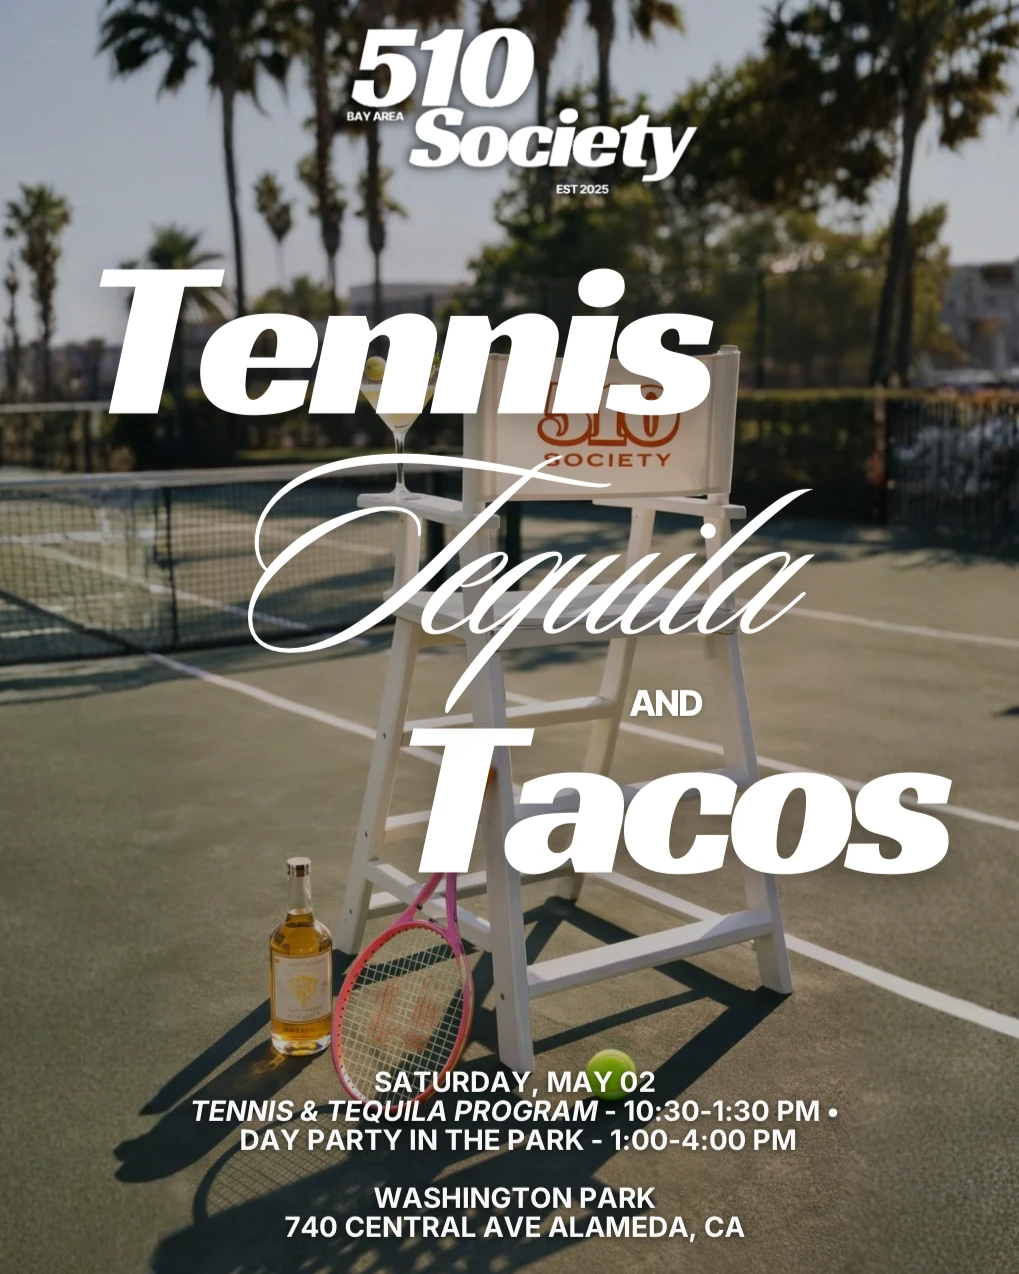 510
BAY AREA
Society
EST 2025
Tennis
510
SOCIETY
Tequila
AND
Tacos
SATURDAY, MAY 02
TENNIS & TEQUILA PROGRAM - 10:30-1:30 PM •
DAY PARTY IN THE PARK - 1:00-4:00 PM
WASHINGTON PARK
740 CENTRAL AVE ALAMEDA, CA